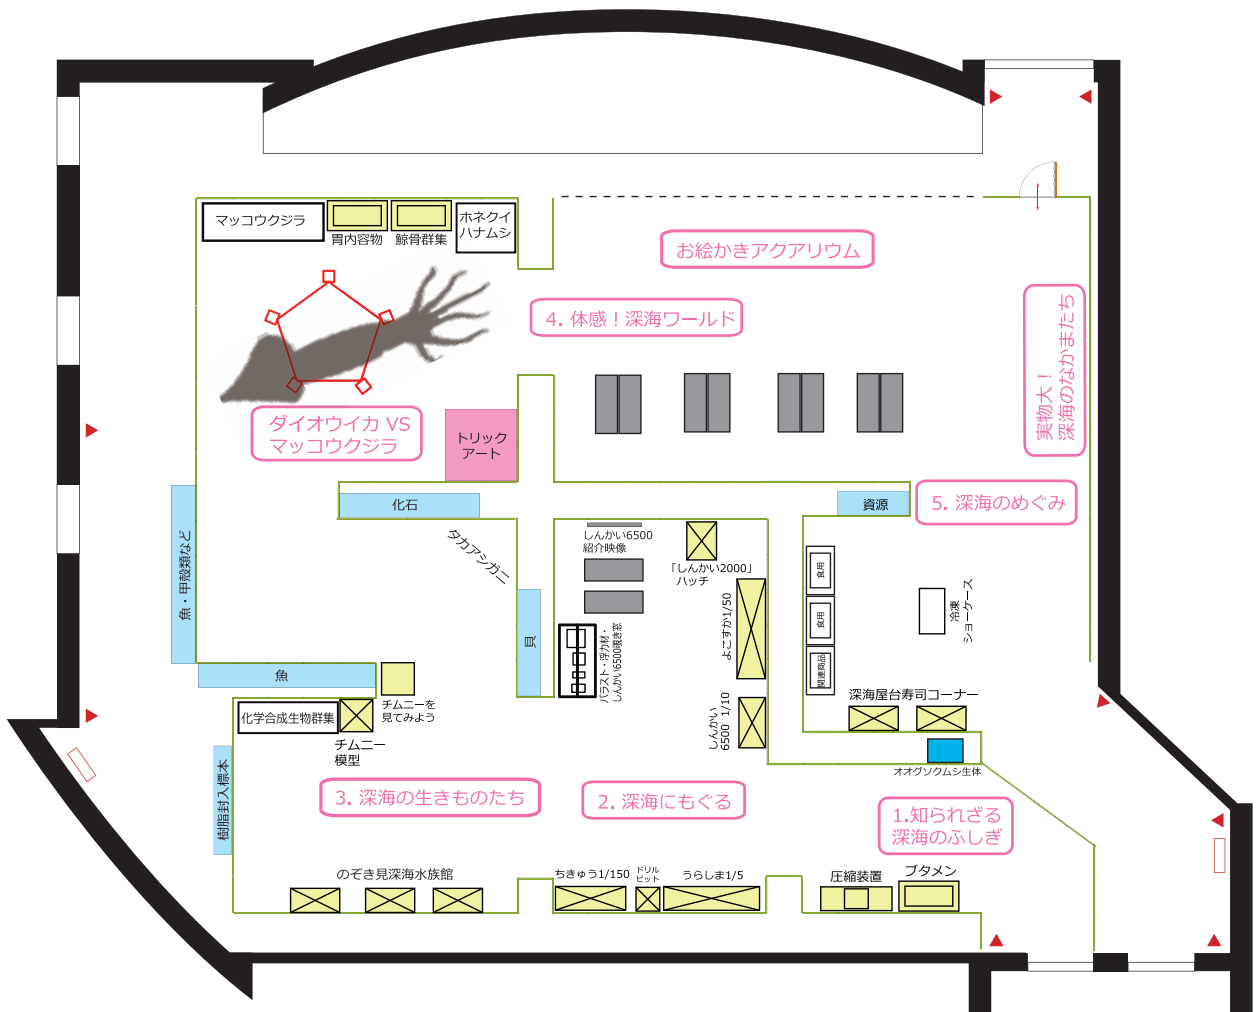 マッコウクジラ
胃内容物
鯨骨群集
ホネクイ
ハナムシ
お絵かきアクアリウム
4. 体感！深海ワールド
実物大！
深海のなかまたち
ダイオウイカ VS
マッコウクジラ
トリック
アート
化石
資源
5. 深海のめぐみ
タカアシガニ
しんかい6500
紹介映像
「しんかい2000」
ハッチ
魚・甲殻類など
貝
バラスト・浮力材・
しんかい6500覗き窓
よこすか1/50
食用
食用
関連商品
冷凍
ショーケース
魚
チムニーを
見てみよう
化学合成生物群集
チムニー
模型
しんかい
6500 1/10
深海屋台寿司コーナー
オオグソクムシ生体
樹脂封入標本
3. 深海の生きものたち
2. 深海にもぐる
1.知られざる
深海のふしぎ
のぞき見深海水族館
ちきゅう1/150
ドリル
ビット
うらしま1/5
圧縮装置
ブタメン